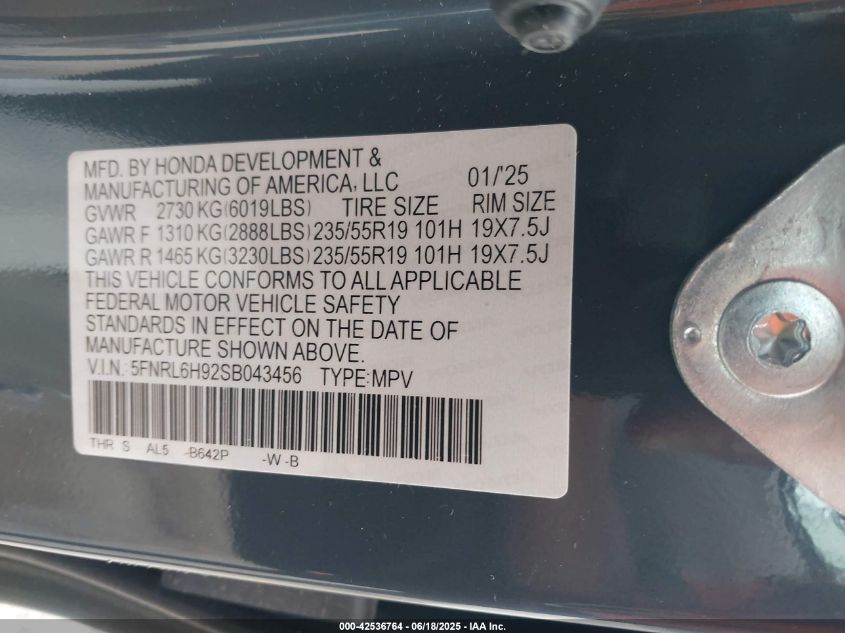 MFD. BY HONDA DEVELOPMENT &
MANUFACTURING OF AMERICA, LLC 01/'25
GVWR 2730 KG(6019LBS) TIRE SIZE RIM SIZE
GAWR F 1310 KG(2888LBS)235/55R19 101H 19X7.5J
GAWR R 1465 KG(3230LBS)235/55R19 101H 19X7.5J
THIS VEHICLE CONFORMS TO ALL APPLICABLE
FEDERAL MOTOR VEHICLE SAFETY
STANDARDS IN EFFECT ON THE DATE OF
MANUFACTURE SHOWN ABOVE.
V.I.N.: 5FNRL6H92SB043456 TYPE:MPV
THR S AL5 -B642P -W -B
000-42536764 - 06/18/2025 - IAA Inc.